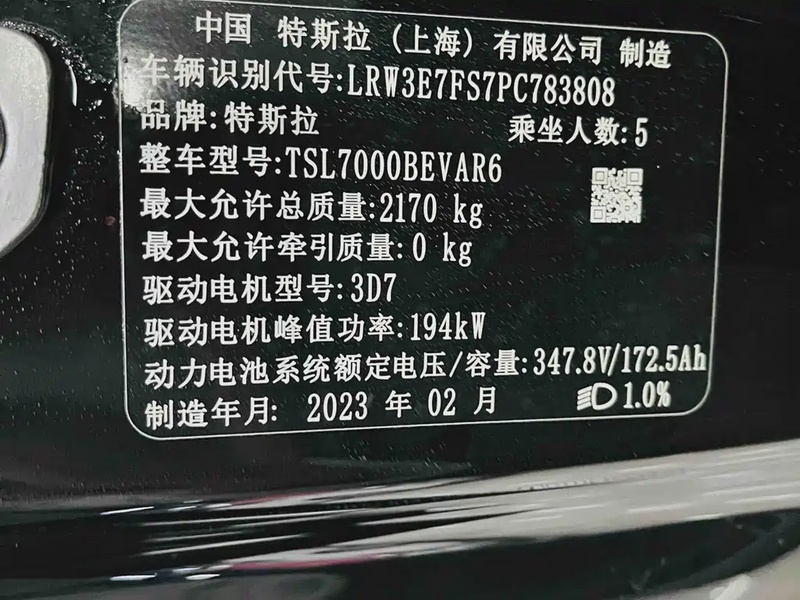 中国 特斯拉 (上海) 有限公司 制造
车辆识别代号:LRW3E7FS7PC783808
品牌:特斯拉 乘坐人数:5
整车型号:TSL7000BEVAR6
最大允许总质量:2170 kg
最大允许牵引质量:0 kg
驱动电机型号:3D7
驱动电机峰值功率:194kW
动力电池系统额定电压/容量:347.8V/172.5Ah
制造年月: 2023 年 02 月 1.0%